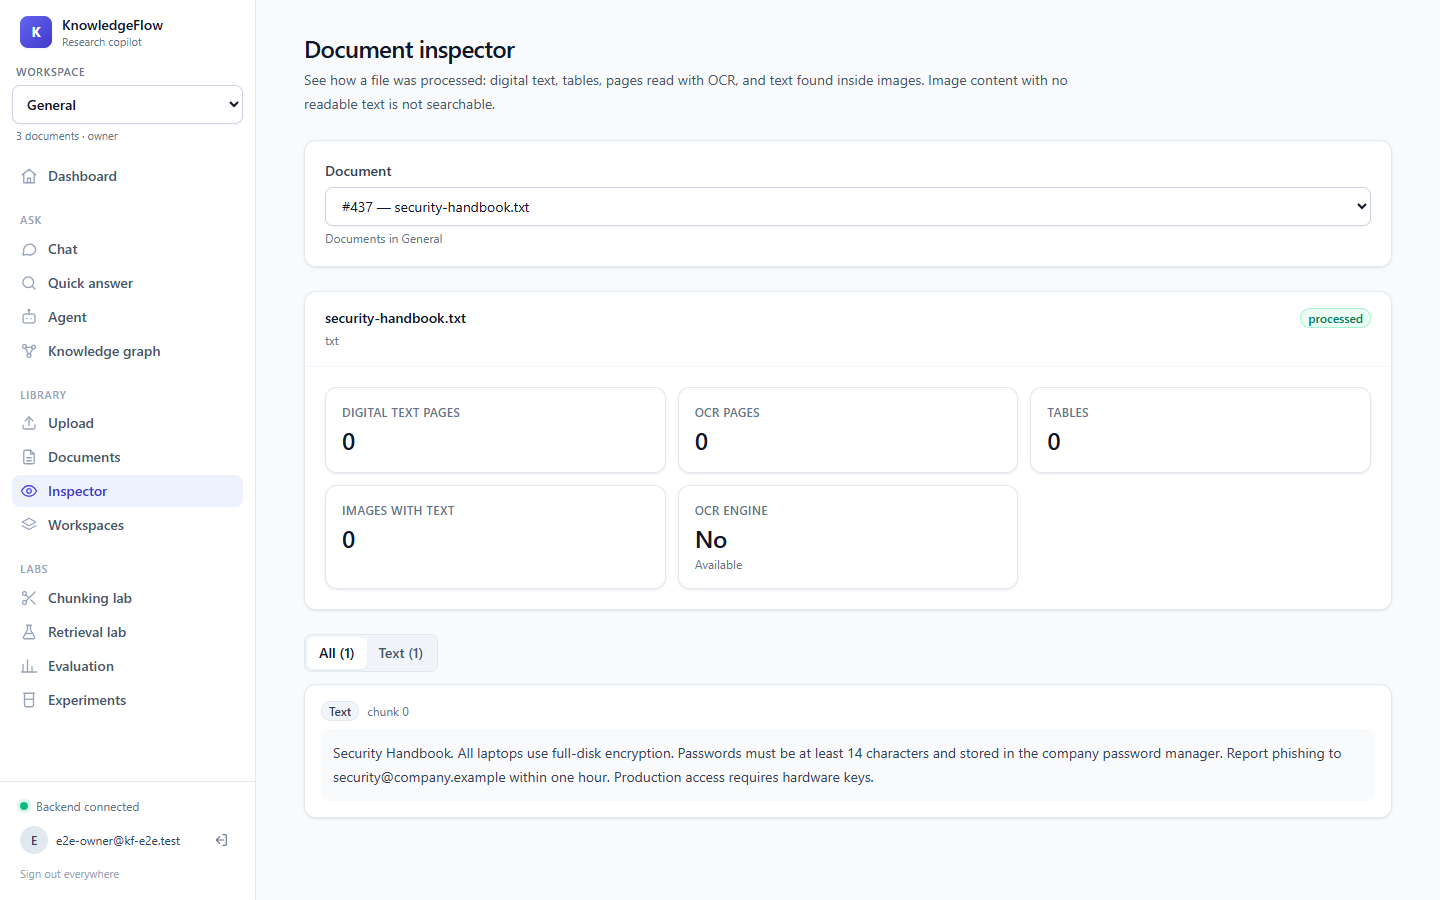 K
KnowledgeFlow
Research copilot
WORKSPACE
General
3 documents · owner
Dashboard
ASK
Chat
Quick answer
Agent
Knowledge graph
LIBRARY
Upload
Documents
Inspector
Workspaces
LABS
Chunking lab
Retrieval lab
Evaluation
Experiments
Backend connected
E
e2e-owner@kf-e2e.test
Sign out everywhere
Document inspector
See how a file was processed: digital text, tables, pages read with OCR, and text found inside images. Image content with no
readable text is not searchable.
Document
#437 — security-handbook.txt
Documents in General
security-handbook.txt
processed
txt
DIGITAL TEXT PAGES
0
OCR PAGES
0
TABLES
0
IMAGES WITH TEXT
0
OCR ENGINE
No
Available
All (1)
Text (1)
Text
chunk 0
Security Handbook. All laptops use full-disk encryption. Passwords must be at least 14 characters and stored in the company password manager. Report phishing to
security@company.example within one hour. Production access requires hardware keys.